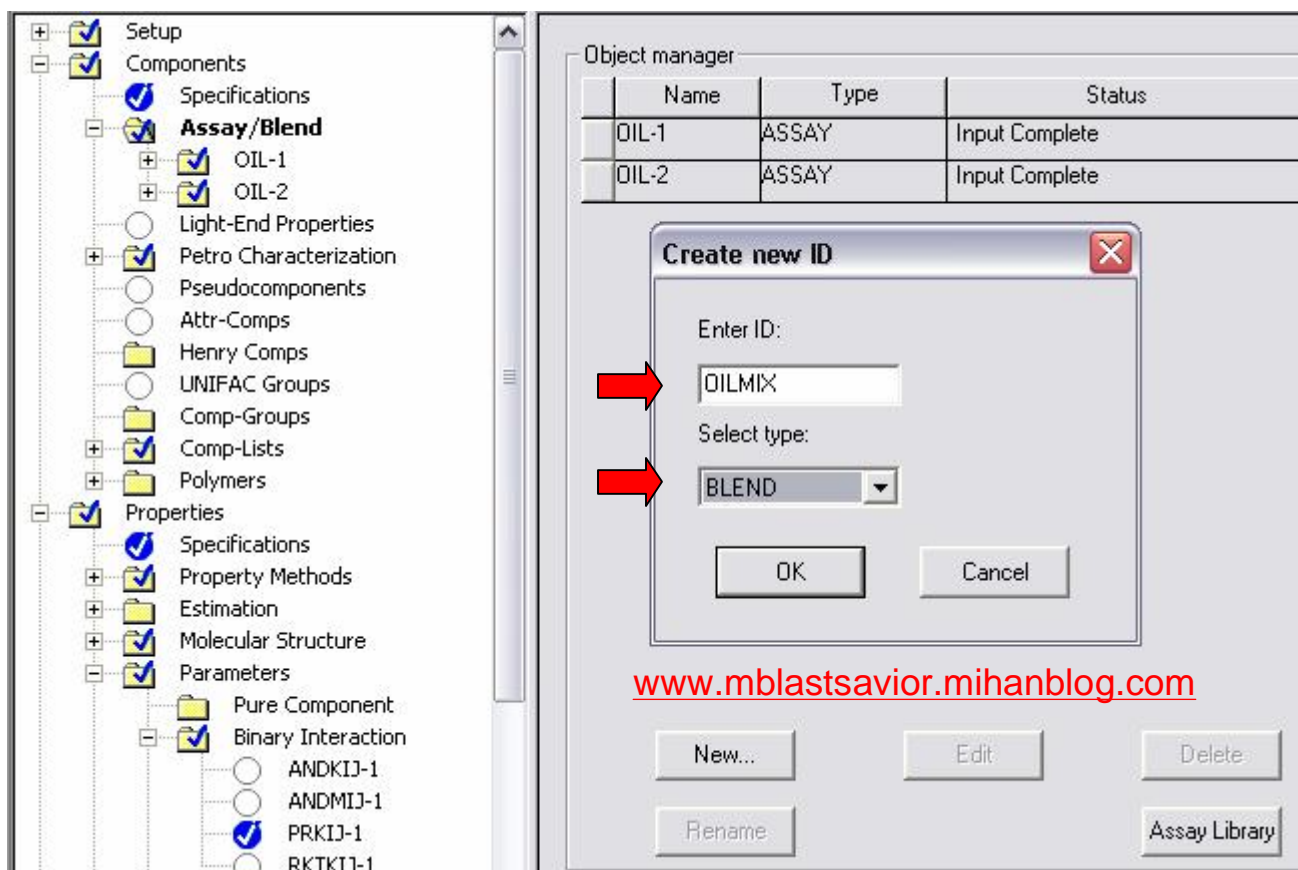 Setup
Components
Specifications
Assay/Blend
OIL-1
OIL-2
Light-End Properties
Petro Characterization
Pseudocomponents
Attr-Comps
Henry Comps
UNIFAC Groups
Comp-Groups
Comp-Lists
Polymers
Properties
Specifications
Property Methods
Estimation
Molecular Structure
Parameters
Pure Component
Binary Interaction
ANDKIJ-1
ANDMIJ-1
PRKIJ-1
RKTKIJ-1
Object manager
Name Type Status
OIL-1 ASSAY Input Complete
OIL-2 ASSAY Input Complete
Create new ID
Enter ID:
OILMIX
Select type:
BLEND
OK Cancel
www.mblastsavior.mihanblog.com
New... Edit Delete
Rename Assay Library